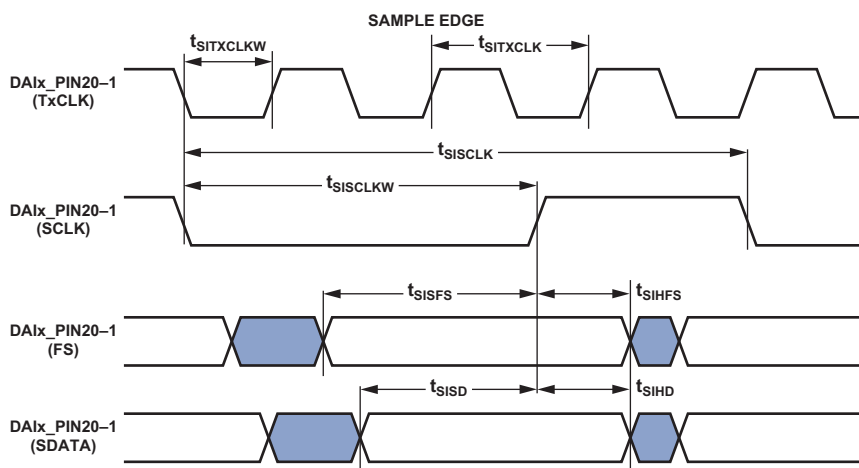 SAMPLE EDGE
tSITXCLKW
tSITXCLK
DAIx_PIN20–1
(TxCLK)
tSISCLK
tSISCLKW
DAIx_PIN20–1
(SCLK)
tSISFS
tSIHFS
DAIx_PIN20–1
(FS)
tSISD
tSIHD
DAIx_PIN20–1
(SDATA)